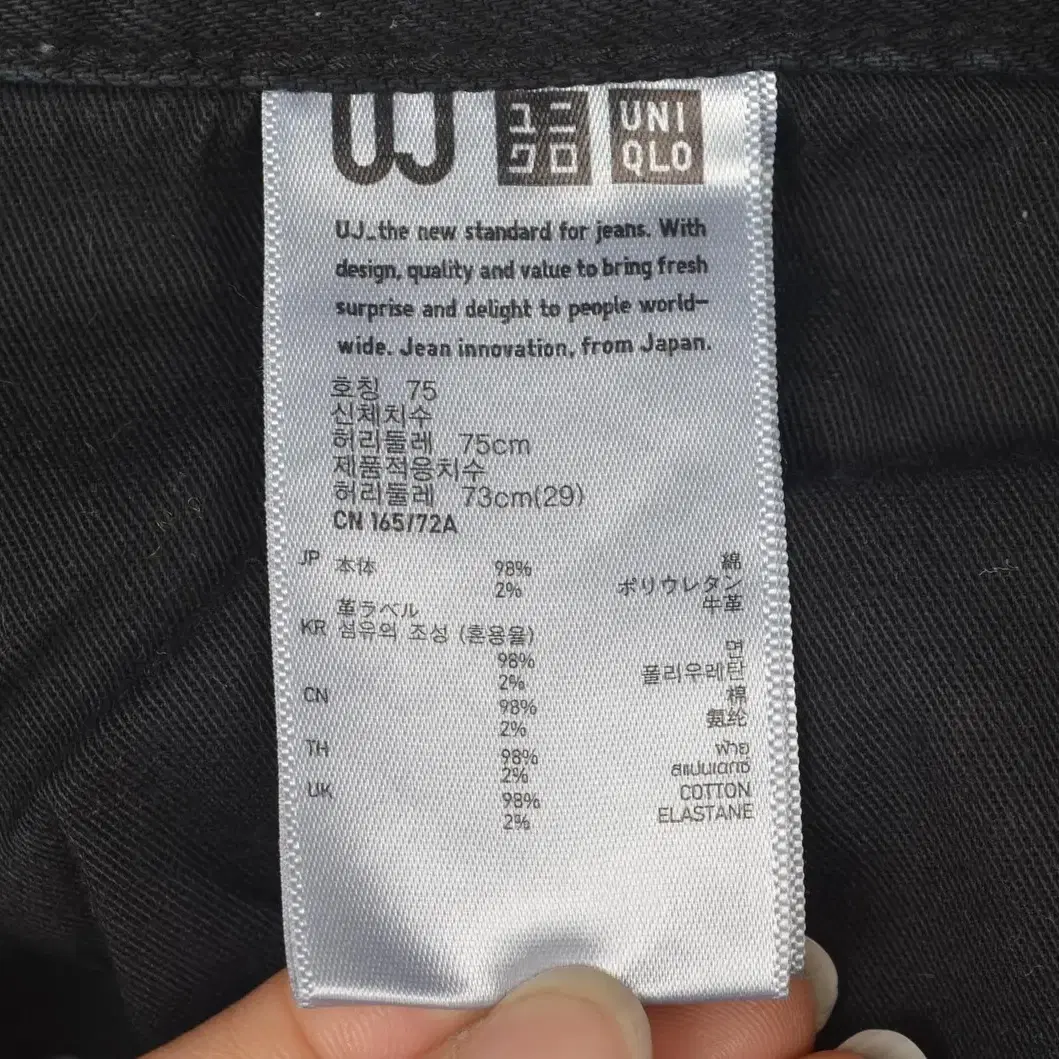 UJ
ユニ
クロ
UNI
QLO
UJ_the new standard for jeans. With
design, quality and value to bring fresh
surprise and delight to people world-
wide. Jean innovation, from Japan.
호칭 75
신체치수
허리둘레 75cm
제품적용치수
허리둘레 73cm(29)
CN 165/72A
JP 本体 98% 綿
2% ポリウレタン
革ラベル 牛革
KR 섬유의 조성 (혼용율)
98% 면
2% 폴리우레탄
CN 98% 棉
2% 氨纶
TH 98% ฝ้าย
2% สแปนเดกซ์
UK 98% COTTON
2% ELASTANE